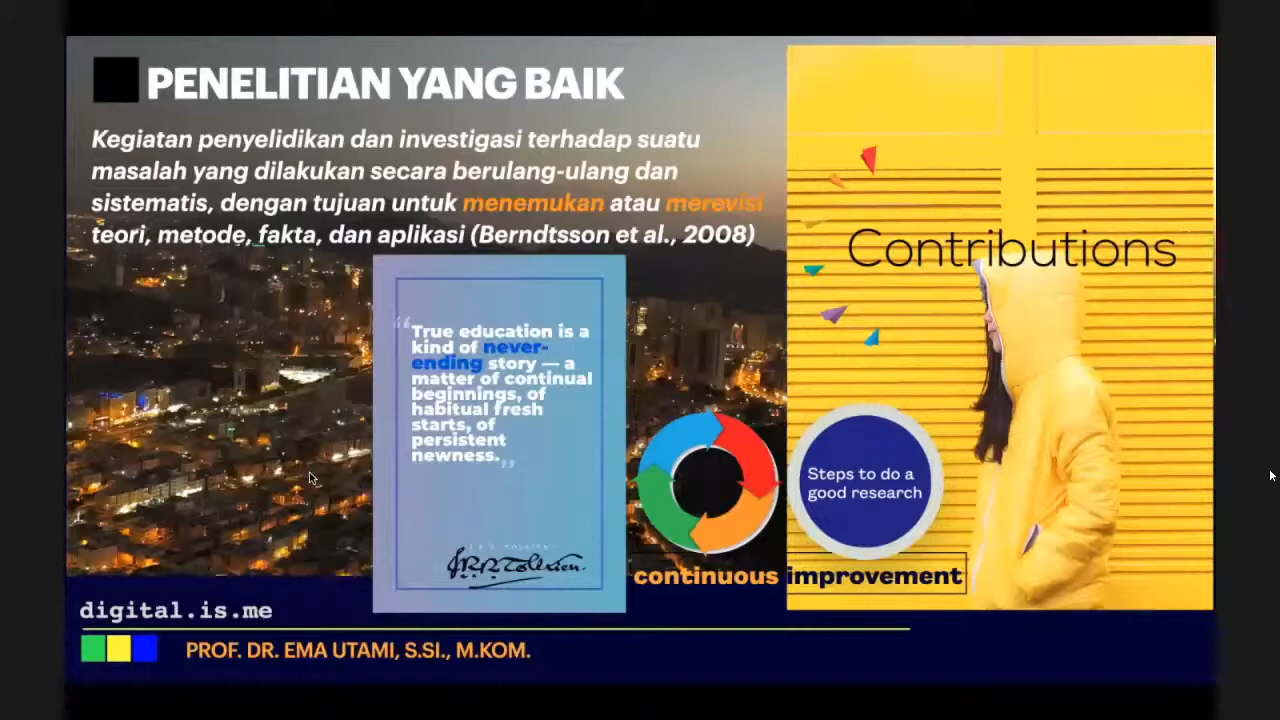 PENELITIAN YANG BAIK
Kegiatan penyelidikan dan investigasi terhadap suatu
masalah yang dilakukan secara berulang-ulang dan
sistematis, dengan tujuan untuk menemukan atau merevisi
teori, metode, fakta, dan aplikasi (Berndtsson et al., 2008)
Contributions
“True education is a
kind of never-
ending story — a
matter of continual
beginnings, of
habitual fresh
starts, of
persistent
newness.”
J.R.R. TOLKIEN
J.R.R. Tolkien.
Steps to do a
good research
continuous improvement
digital.is.me
PROF. DR. EMA UTAMI, S.SI., M.KOM.